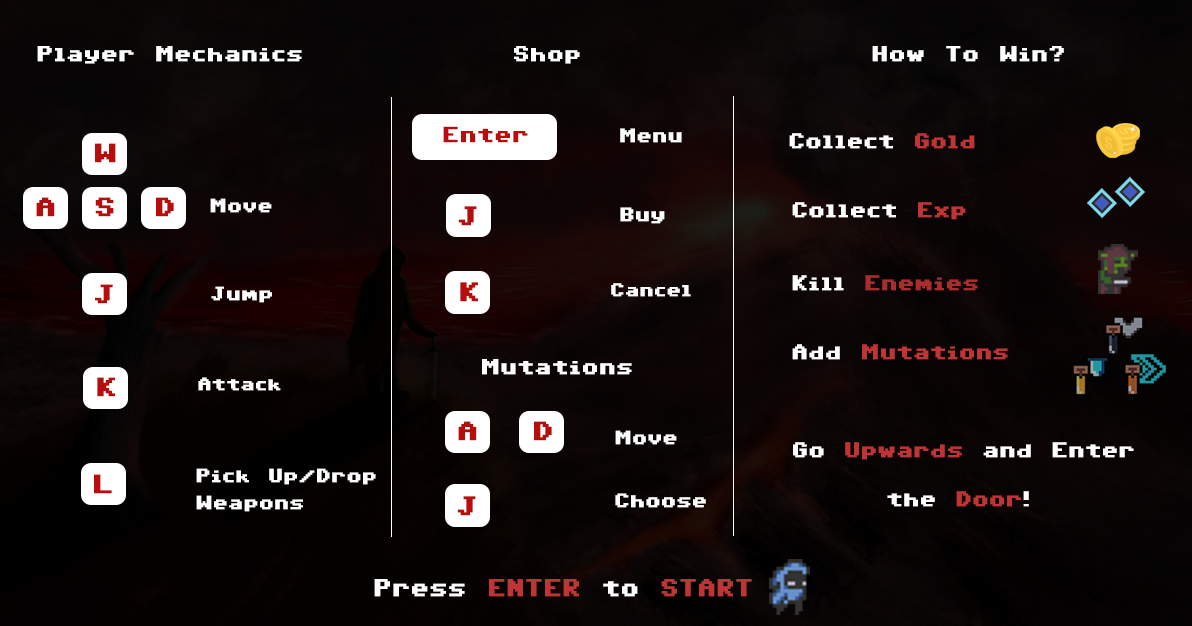 Player Mechanics
W
A S D Move
J Jump
K Attack
L Pick Up/Drop
Weapons
Shop
Enter Menu
J Buy
K Cancel
Mutations
A D Move
J Choose
How To Win?
Collect Gold
Collect Exp
Kill Enemies
Add Mutations
Go Upwards and Enter
the Door!
Press ENTER to START